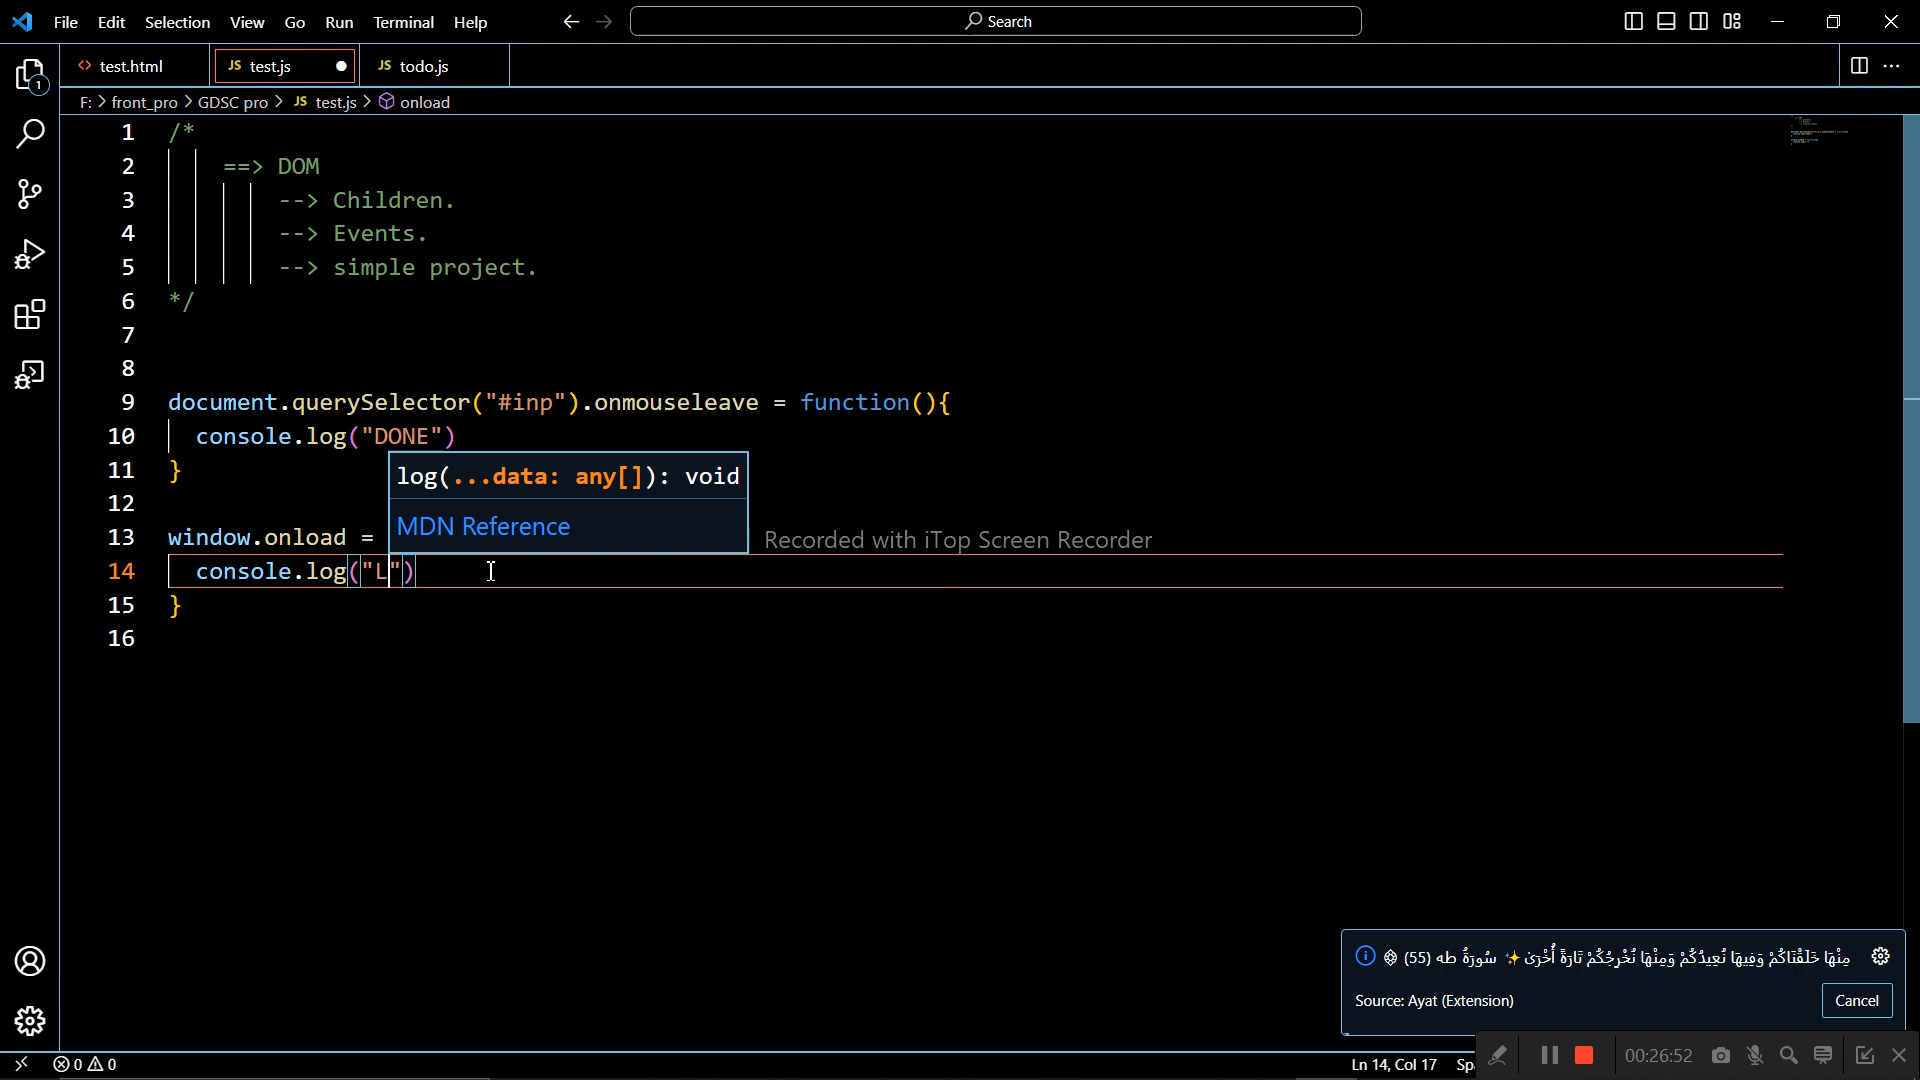 File Edit Selection View Go Run Terminal Help Search
test.html JS test.js JS todo.js
F: > front_pro > GDSC pro > JS test.js > onload
1
1 /*
2 ==> DOM
3 --> Children.
4 --> Events.
5 --> simple project.
6 */
7
8
9 document.querySelector("#inp").onmouseleave = function(){
10 console.log("DONE")
11 }
12
13 window.onload =
14 console.log("L")
15 }
16
log(...data: any[]): void
MDN Reference
Recorded with iTop Screen Recorder
مِنْهَا خَلَقْنَاكُمْ وَفِيهَا نُعِيدُكُمْ وَمِنْهَا نُخْرِجُكُمْ تَارَةً أُخْرَىٰ ✨ سُورَةُ طه (55)
Source: Ayat (Extension)
Cancel
0 0 Ln 14, Col 17 00:26:52